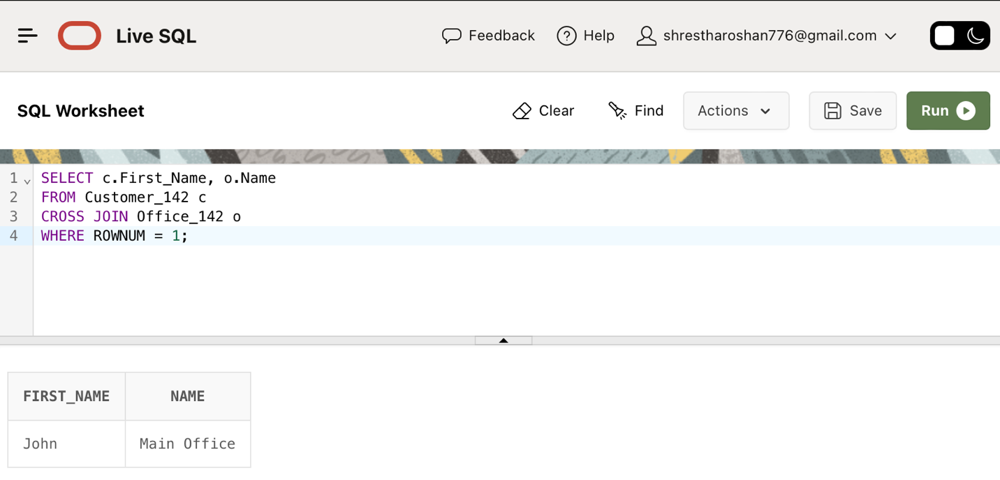 Live SQL Feedback Help shrestharoshan776@gmail.com
SQL Worksheet Clear Find Actions Save Run
1 SELECT c.First_Name, o.Name
2 FROM Customer_142 c
3 CROSS JOIN Office_142 o
4 WHERE ROWNUM = 1;
FIRST_NAME NAME
John Main Office